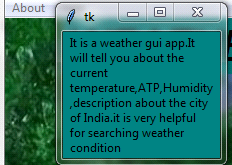 About
tk
It is a weather gui app.It
will tell you about the
current
temperature,ATP,Humidity
,description about the city
of India.it is very helpful
for searching weather
condition